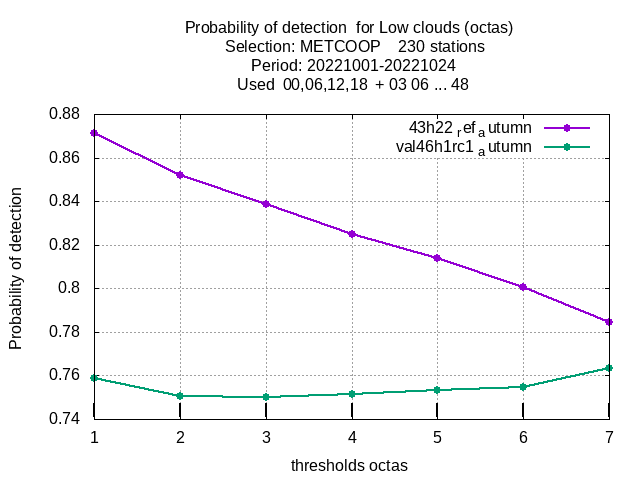 Probability of detection  for Low clouds (octas)
Selection: METCOOP    230 stations
Period: 20221001-20221024
Used  00,06,12,18  + 03 06 ... 48
0.88
43h22 ref a utumn
val46h1rc1 a utumn
0.86
0.84
0.82
0.8
0.78
0.76
0.74
Probability of detection
1 2 3 4 5 6 7
thresholds octas